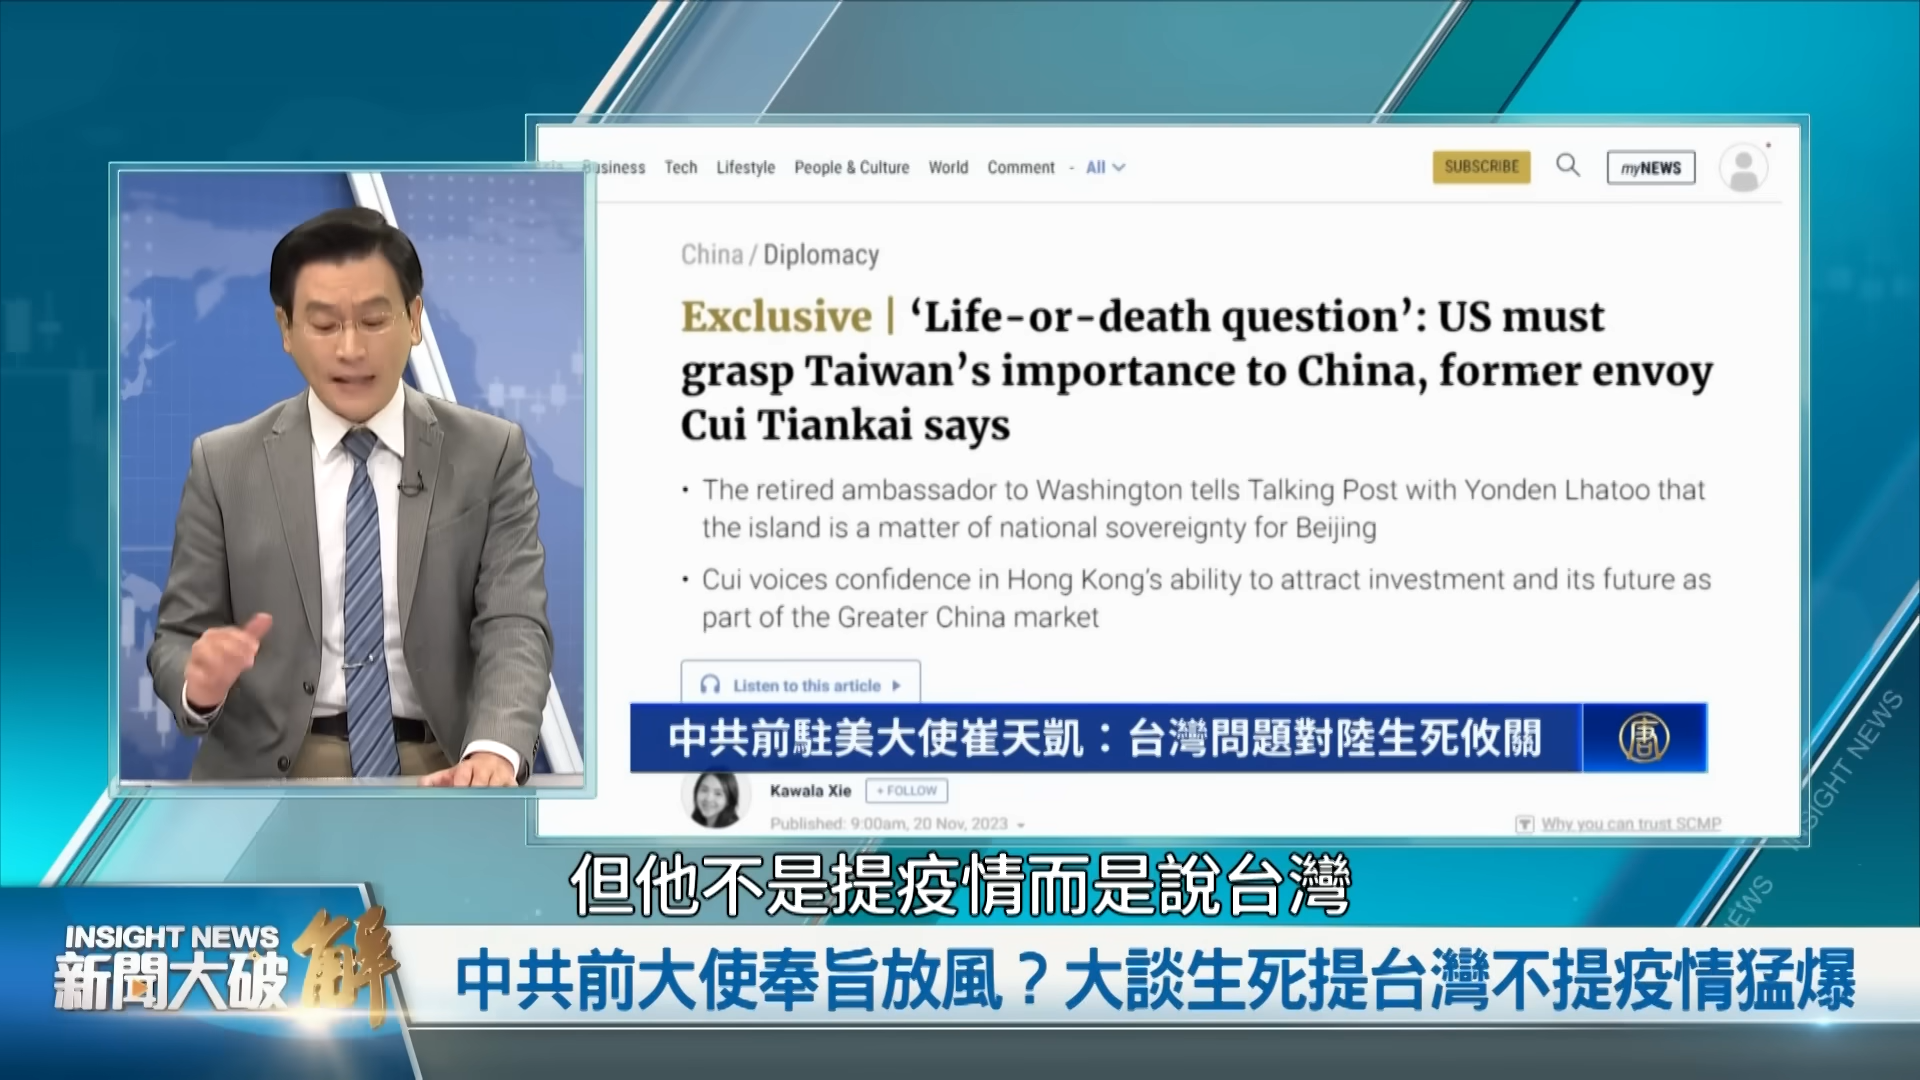 Business Tech Lifestyle People & Culture World Comment - All
SUBSCRIBE
myNEWS
China / Diplomacy
Exclusive | ‘Life-or-death question’: US must
grasp Taiwan’s importance to China, former envoy
Cui Tiankai says
• The retired ambassador to Washington tells Talking Post with Yonden Lhatoo that
the island is a matter of national sovereignty for Beijing
• Cui voices confidence in Hong Kong’s ability to attract investment and its future as
part of the Greater China market
Listen to this article
中共前駐美大使崔天凱：台灣問題對陸生死攸關
唐
Kawala Xie
+ FOLLOW
Published: 9:00am, 20 Nov, 2023
Why you can trust SCMP
INSIGHT NEWS
NEWS
但他不是提疫情而是說台灣
INSIGHT NEWS
新聞大破解
中共前大使奉旨放風？大談生死提台灣不提疫情猛爆